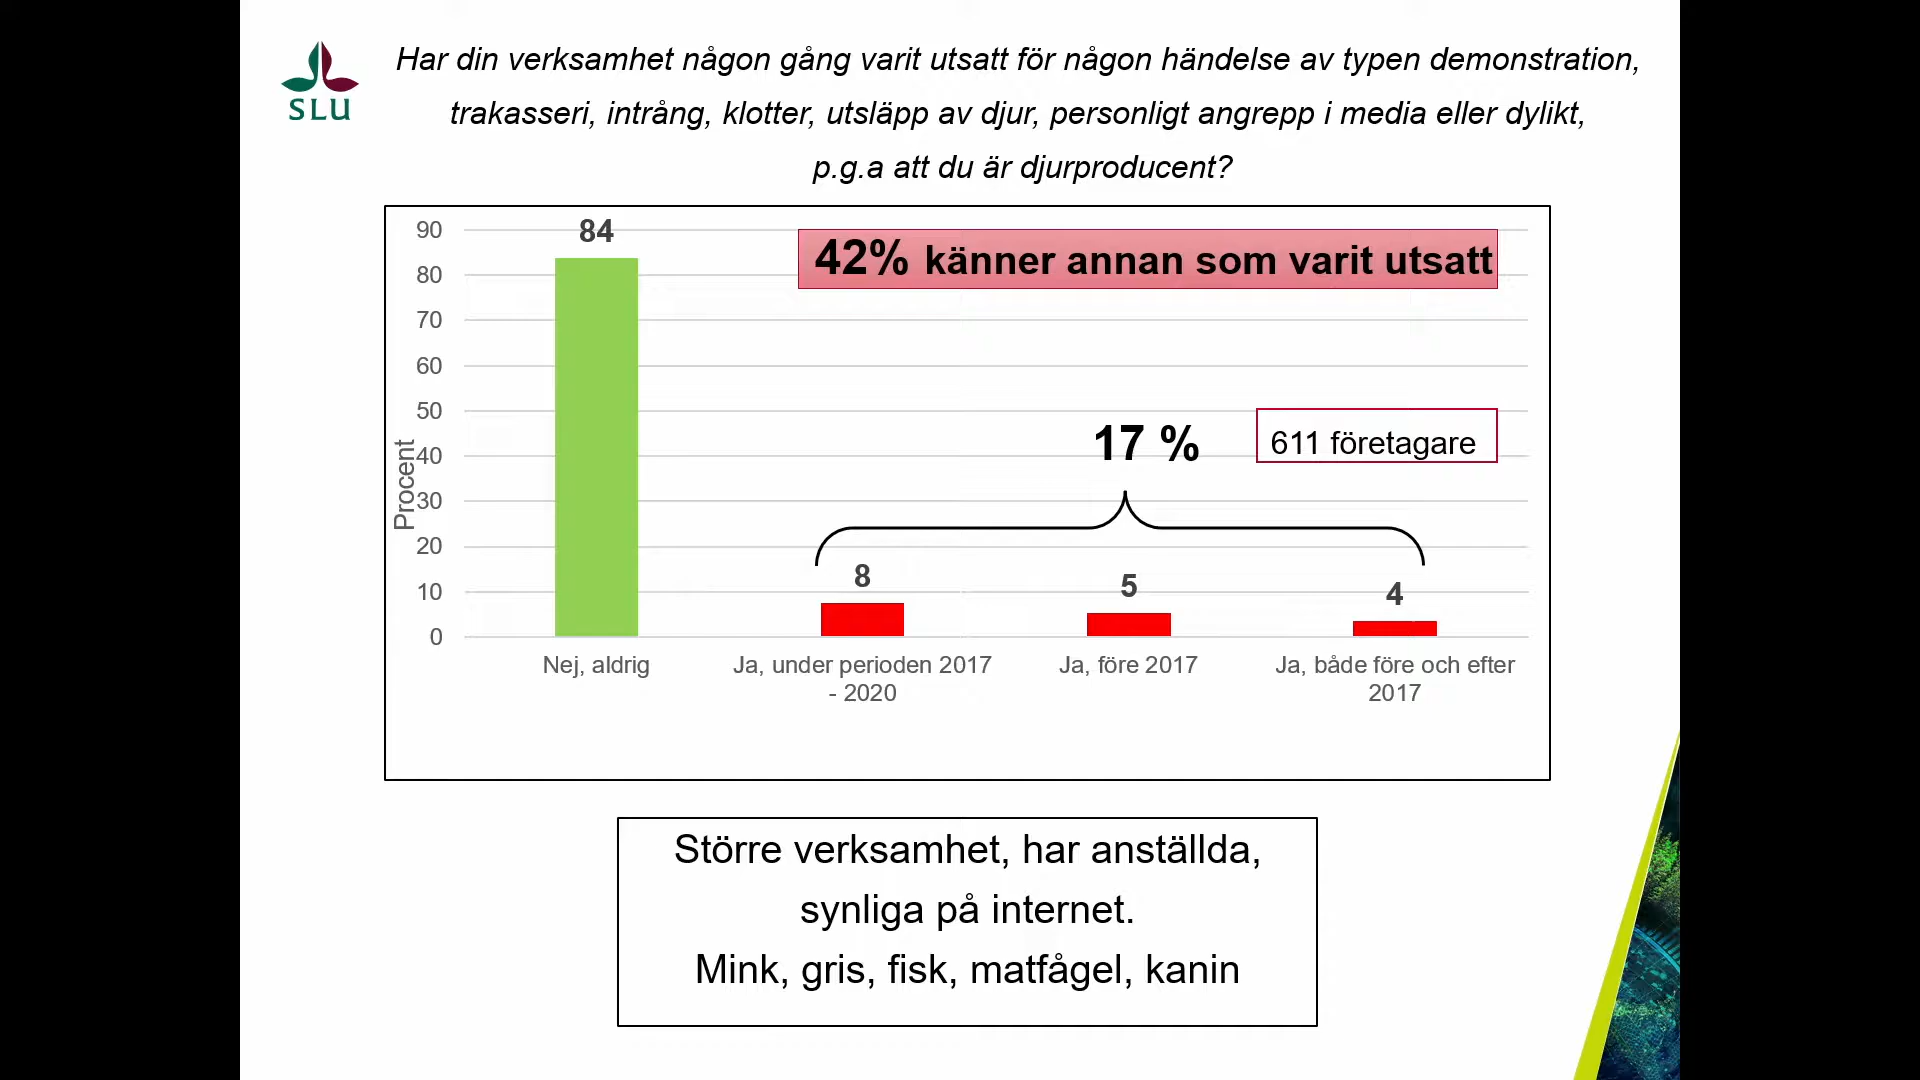 SLU
Har din verksamhet någon gång varit utsatt för någon händelse av typen demonstration,
trakasseri, intrång, klotter, utsläpp av djur, personligt angrepp i media eller dylikt,
p.g.a att du är djurproducent?
42% känner annan som varit utsatt
17 %
611 företagare
Procent
90
80
70
60
50
40
30
20
10
0
84
8
5
4
Nej, aldrig
Ja, under perioden 2017
- 2020
Ja, före 2017
Ja, både före och efter
2017
Större verksamhet, har anställda,
synliga på internet.
Mink, gris, fisk, matfågel, kanin